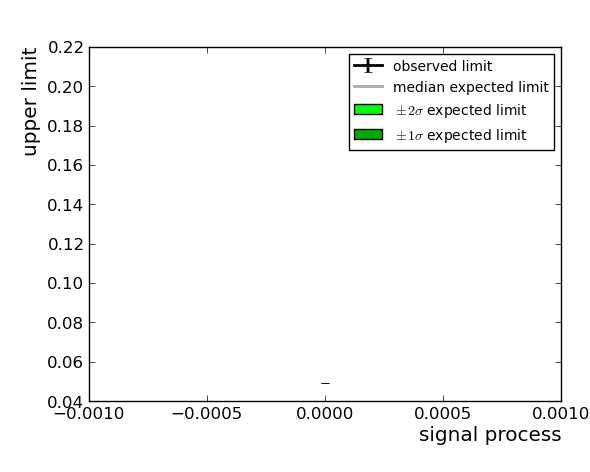 upper limit
0.22
0.20
0.18
0.16
0.14
0.12
0.10
0.08
0.06
0.04
observed limit
median expected limit
±2σ expected limit
±1σ expected limit
−0.0010 −0.0005 0.0000 0.0005 0.0010
signal process